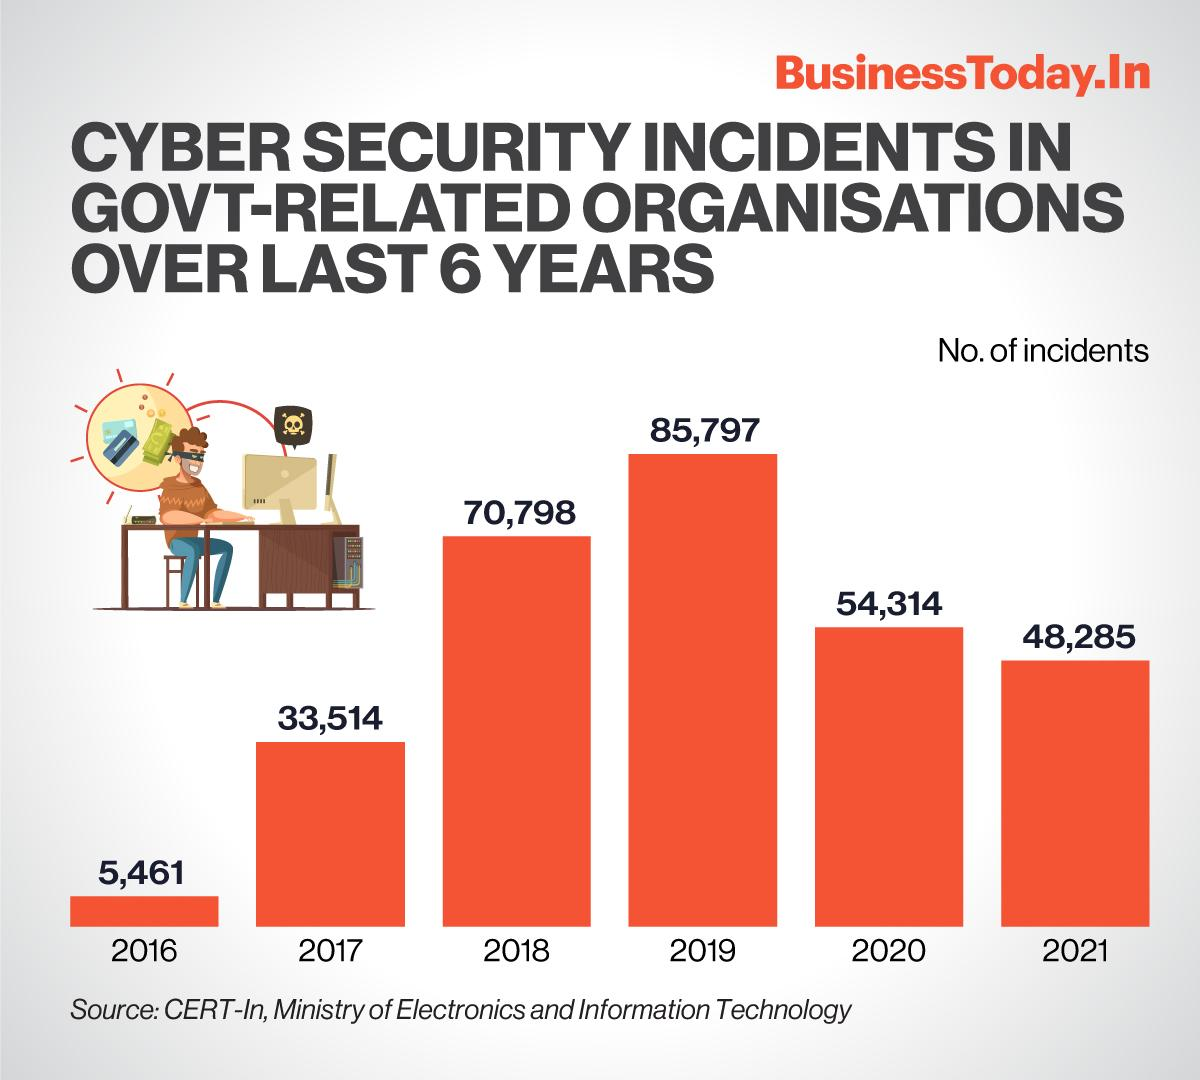 BusinessToday.In
CYBER SECURITY INCIDENTS IN
GOVT-RELATED ORGANISATIONS
OVER LAST 6 YEARS
No. of incidents
85,797
70,798
54,314
48,285
33,514
5,461
2016 2017 2018 2019 2020 2021
Source: CERT-In, Ministry of Electronics and Information Technology